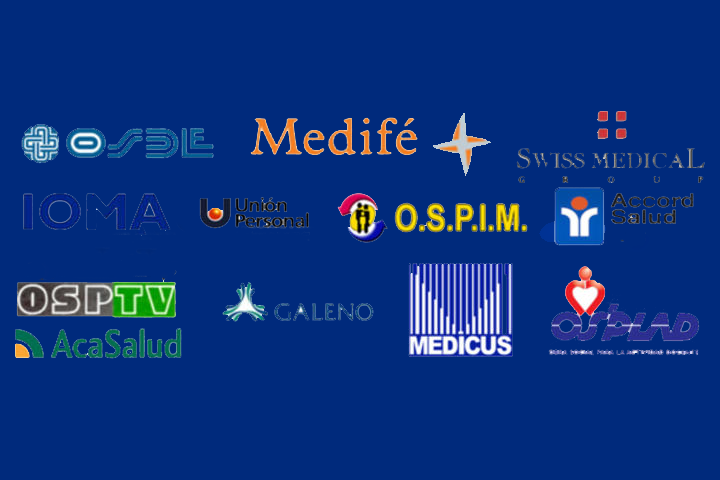 OSDE
Medifé
SWISS MEDICAL
GROUP
IOMA
Unión
Personal
O.S.P.I.M.
Accord
Salud
OSPTV
GALENO
MEDICUS
OSPLAD
AcaSalud